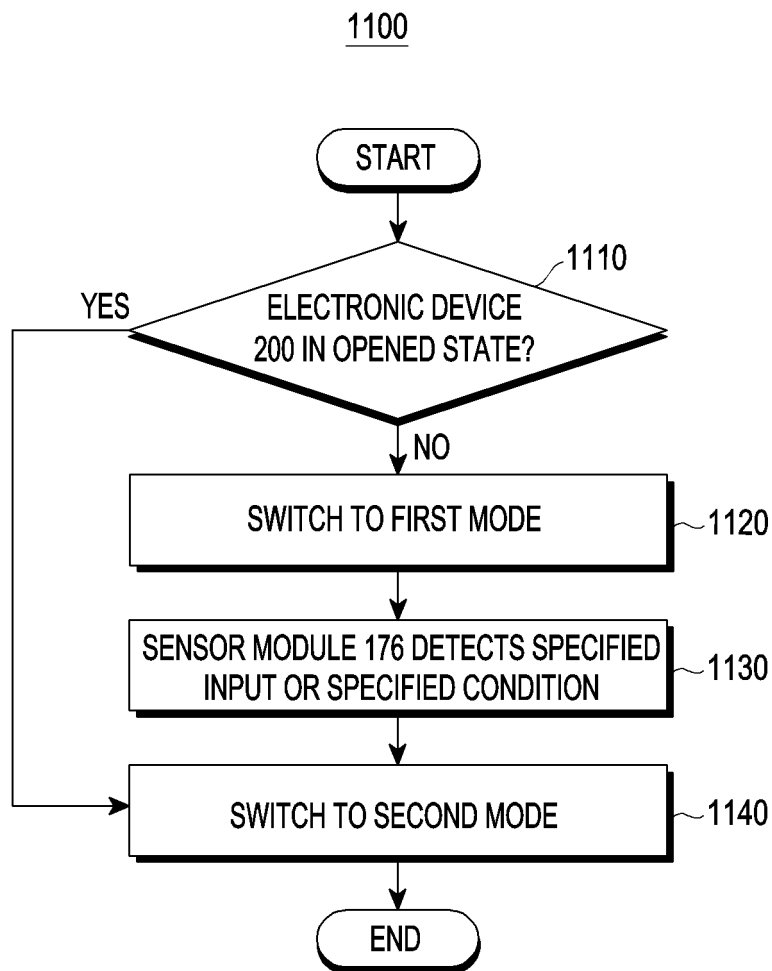 1100
START
1110
YES
ELECTRONIC DEVICE
200 IN OPENED STATE?
NO
SWITCH TO FIRST MODE
1120
SENSOR MODULE 176 DETECTS SPECIFIED
INPUT OR SPECIFIED CONDITION
1130
SWITCH TO SECOND MODE
1140
END